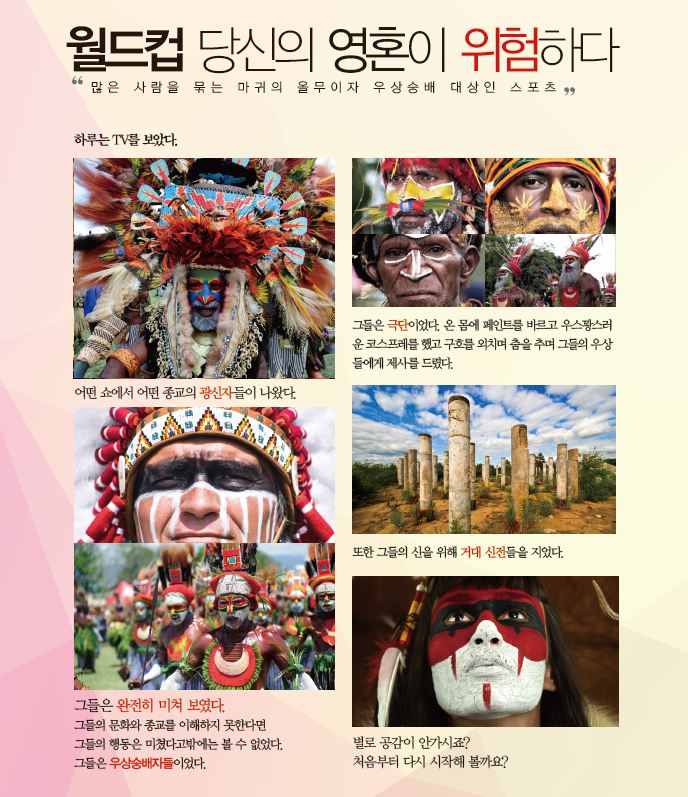 월드컵 당신의 영혼이 위험하다
“ 많은 사람을 묶는 마귀의 올무이자 우상숭배 대상인 스포츠 ”
하루는 TV를 보았다.
어떤 쇼에서 어떤 종교의 광신자들이 나왔다.
그들은 완전히 미쳐 보였다.
그들의 문화와 종교를 이해하지 못한다면
그들의 행동은 미쳤다고밖에는 볼 수 없었다.
그들은 우상숭배자들이었다.
그들은 극단이었다. 온 몸에 페인트를 바르고 우스꽝스러
운 코스프레를 했고 구호를 외치며 춤을 추며 그들의 우상
들에게 제사를 드렸다.
또한 그들의 신을 위해 거대 신전들을 지었다.
별로 공감이 안가시죠?
처음부터 다시 시작해 볼까요?